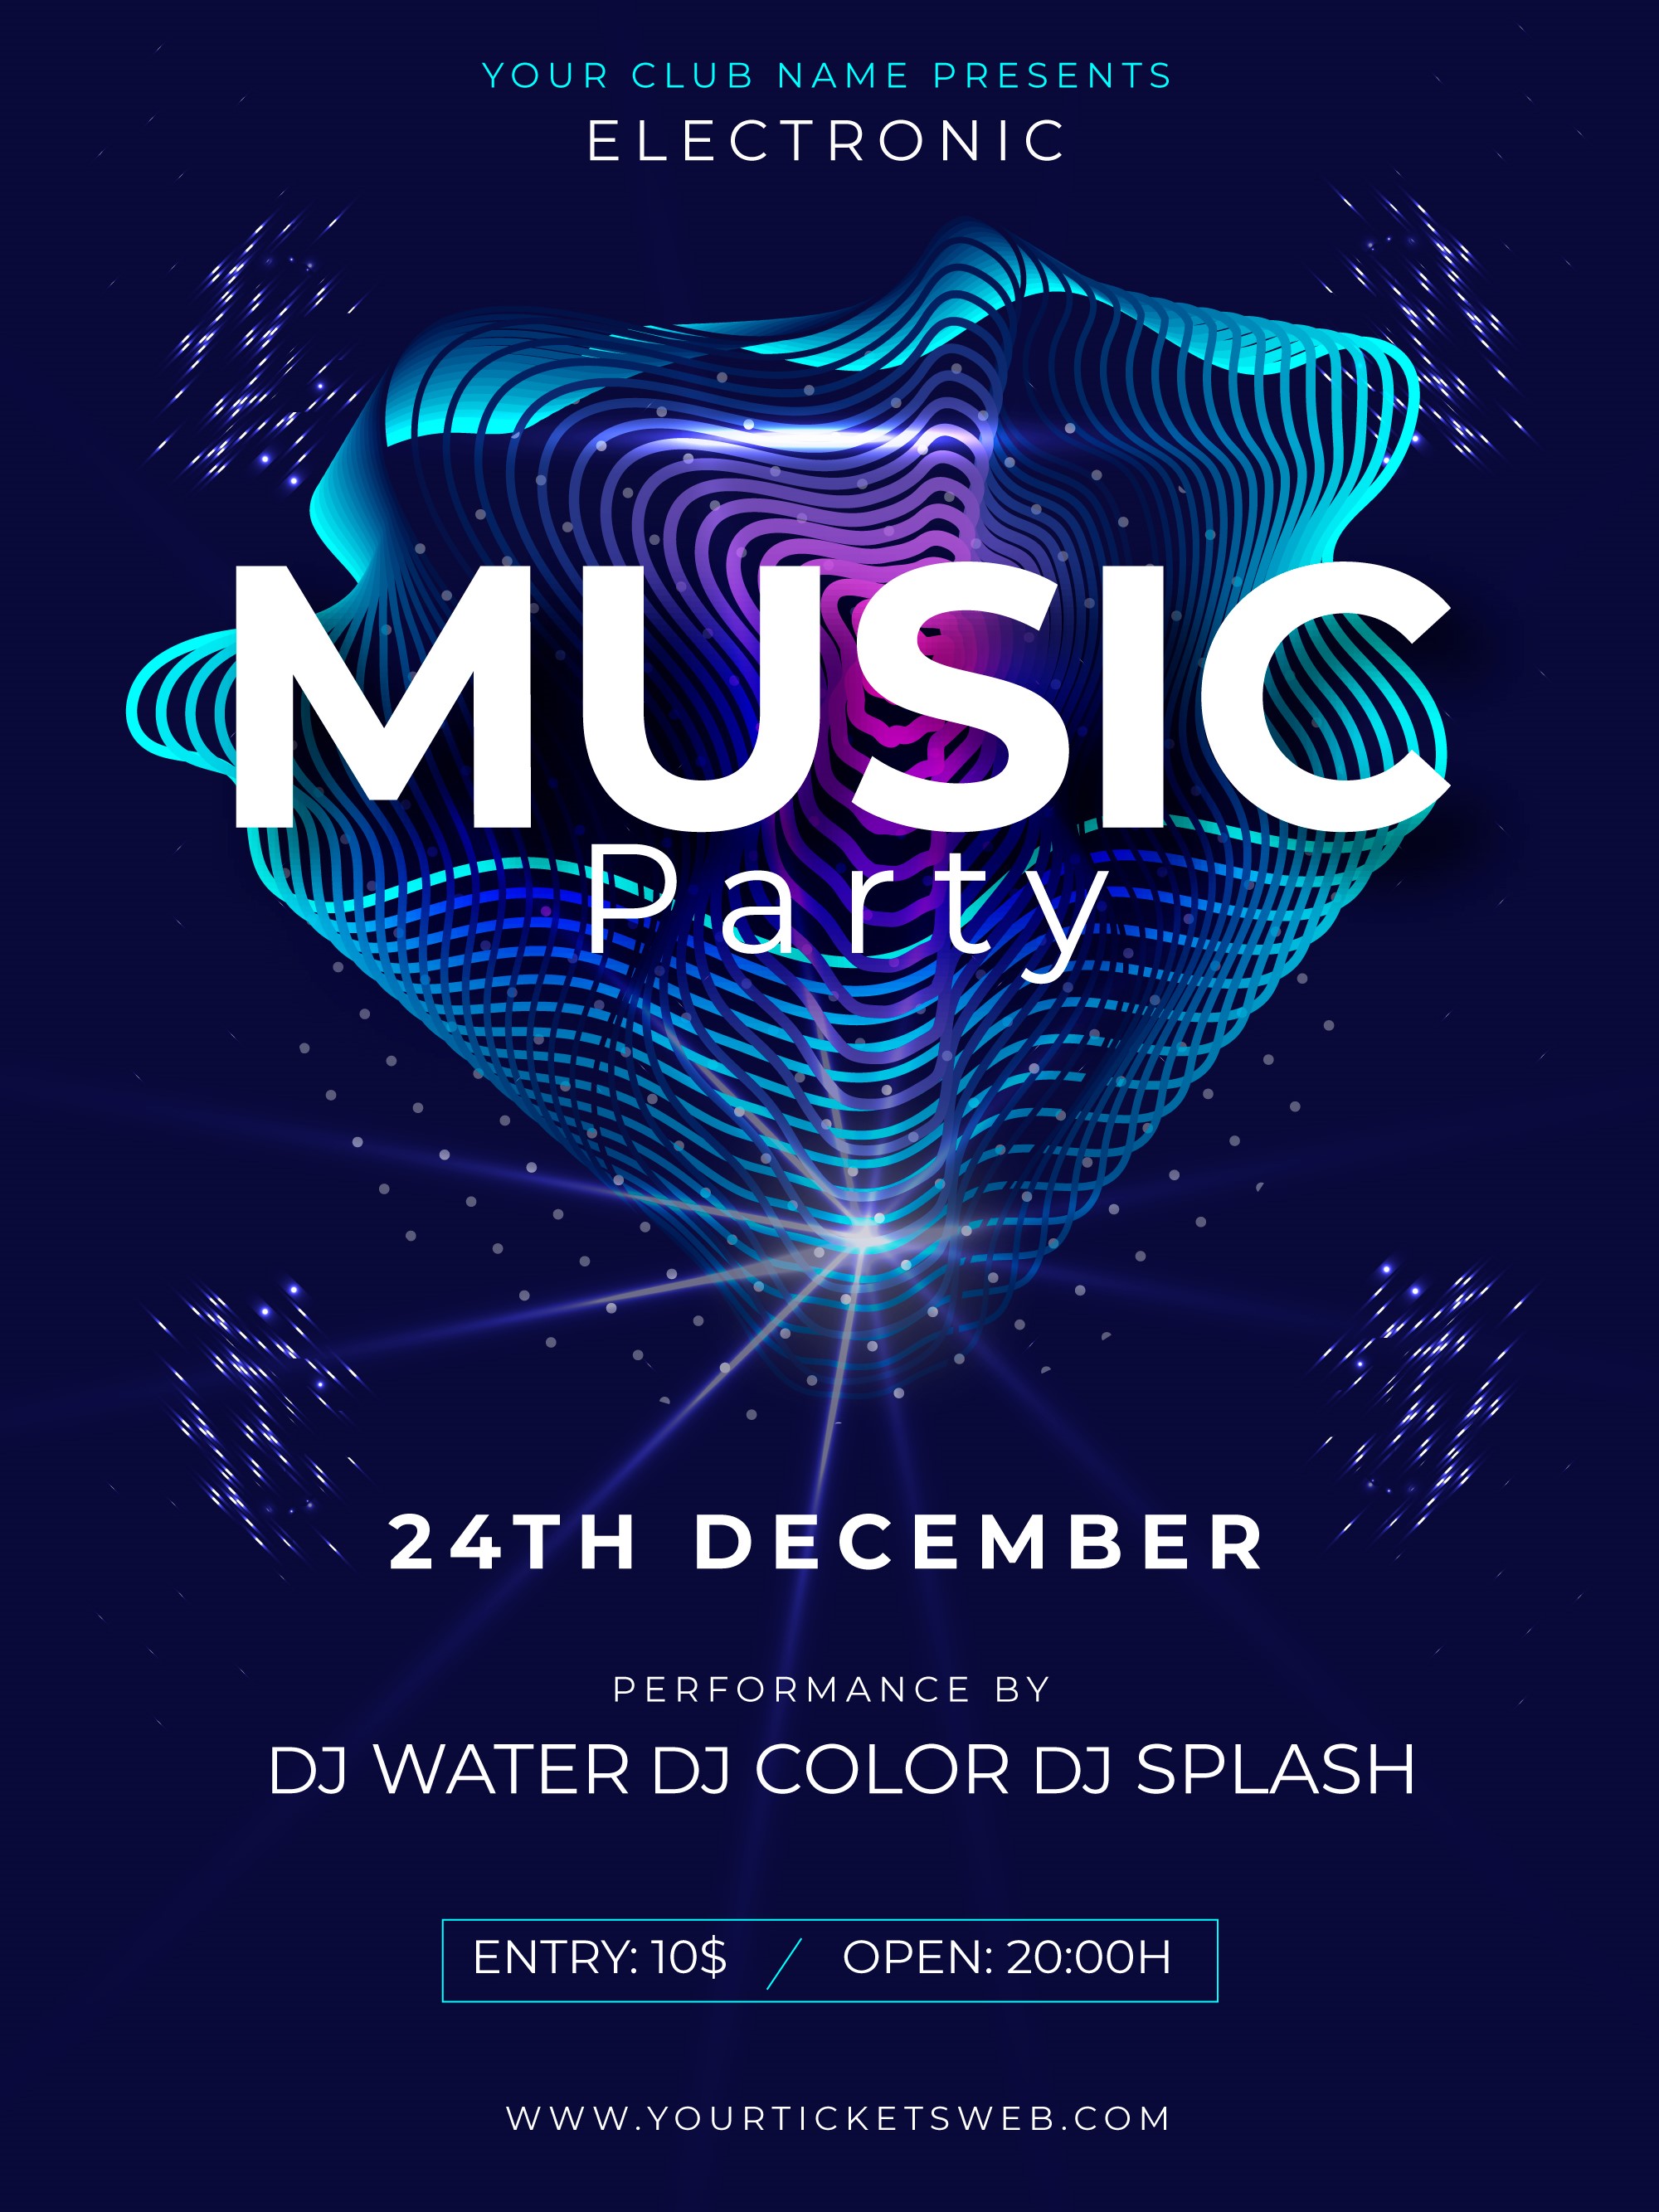 YOUR CLUB NAME PRESENTS
ELECTRONIC
MUSIC
Party
24TH DECEMBER
PERFORMANCE BY
DJ WATER DJ COLOR DJ SPLASH
ENTRY: 10$ / OPEN: 20:00H
WWW.YOURTICKETSWEB.COM